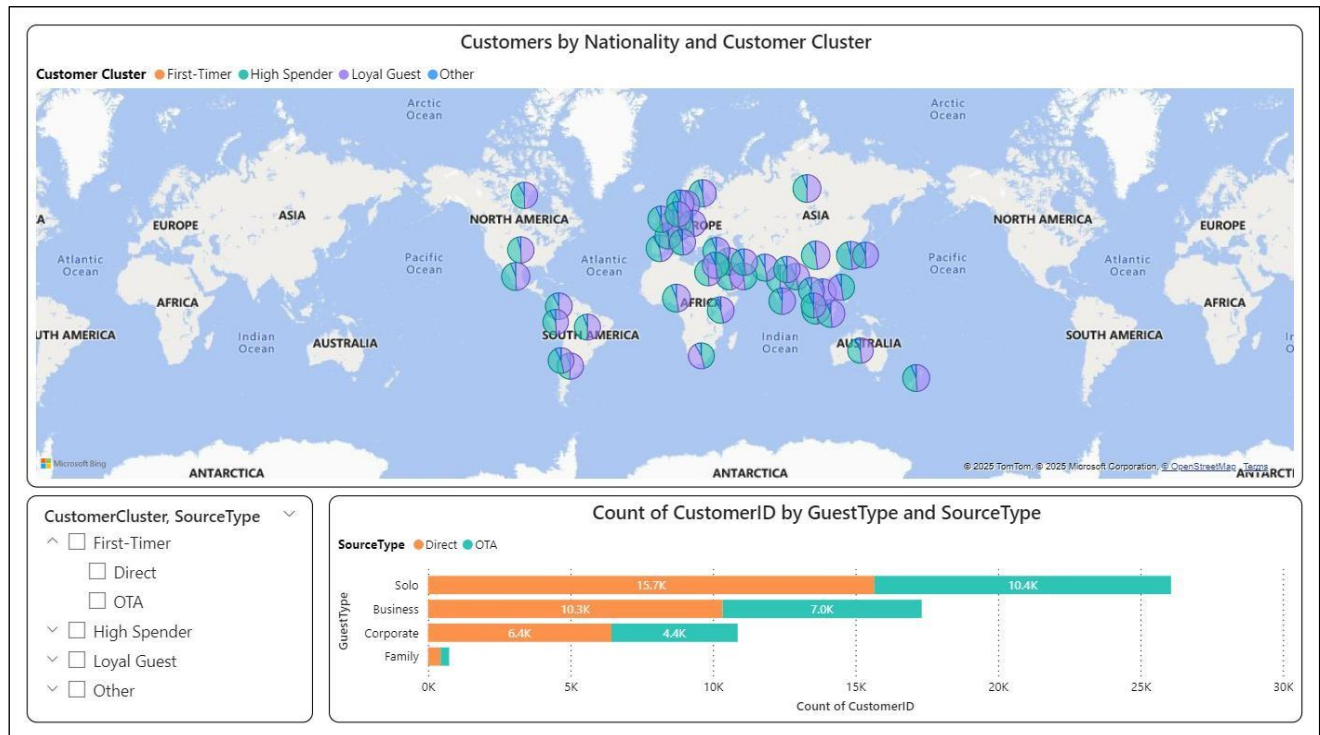 Customers by Nationality and Customer Cluster
Customer Cluster First-Timer High Spender Loyal Guest Other
Arctic Ocean
Arctic Ocean
NORTH AMERICA
ASIA
EUROPE
ASIA
NORTH AMERICA
EUROPE
Atlantic Ocean
Pacific Ocean
Atlantic Ocean
Pacific Ocean
Atlantic Ocean
AFRICA
AFRICA
AFRICA
UTH AMERICA
Indian Ocean
AUSTRALIA
SOUTH AMERICA
Indian Ocean
AUSTRALIA
SOUTH AMERICA
Microsoft Bing
ANTARCTICA
ANTARCTICA
© 2025 TomTom, © 2025 Microsoft Corporation, © OpenStreetMap Terms
ANTARCTI
CustomerCluster, SourceType
First-Timer
Direct
OTA
High Spender
Loyal Guest
Other
Count of CustomerID by GuestType and SourceType
SourceType Direct OTA
GuestType
Solo 15.7K 10.4K
Business 10.3K 7.0K
Corporate 6.4K 4.4K
Family
0K 5K 10K 15K 20K 25K 30K
Count of CustomerID